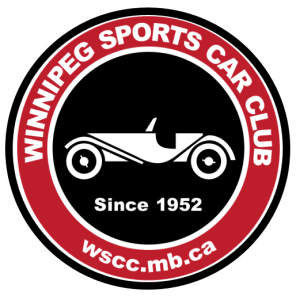 WINNIPEG SPORTS CAR CLUB
Since 1952
wscc.mb.ca